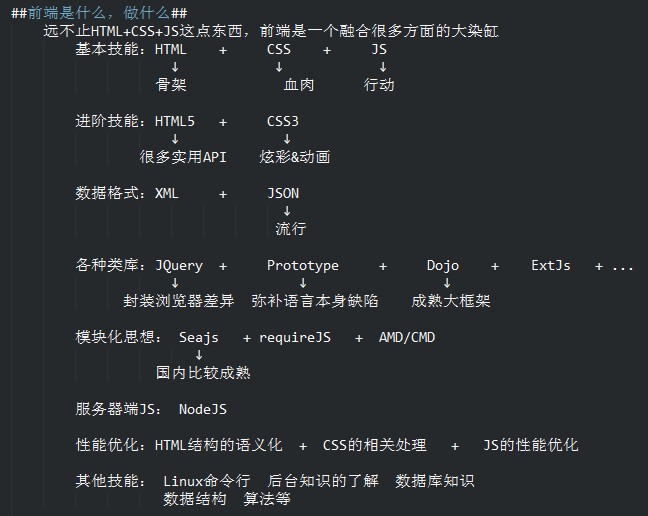 ##前端是什么，做什么##
远不止HTML+CSS+JS这点东西，前端是一个融合很多方面的大染缸
基本技能：HTML + CSS + JS
↓ ↓ ↓
骨架 血肉 行动
进阶技能：HTML5 + CSS3
↓ ↓
很多实用API 炫彩&动画
数据格式：XML + JSON
↓
流行
各种类库：JQuery + Prototype + Dojo + ExtJs + ...
↓ ↓ ↓
封装浏览器差异 弥补语言本身缺陷 成熟大框架
模块化思想： Seajs + requireJS + AMD/CMD
↓
国内比较成熟
服务器端JS： NodeJS
性能优化：HTML结构的语义化 + CSS的相关处理 + JS的性能优化
其他技能： Linux命令行 后台知识的了解 数据库知识
数据结构 算法等